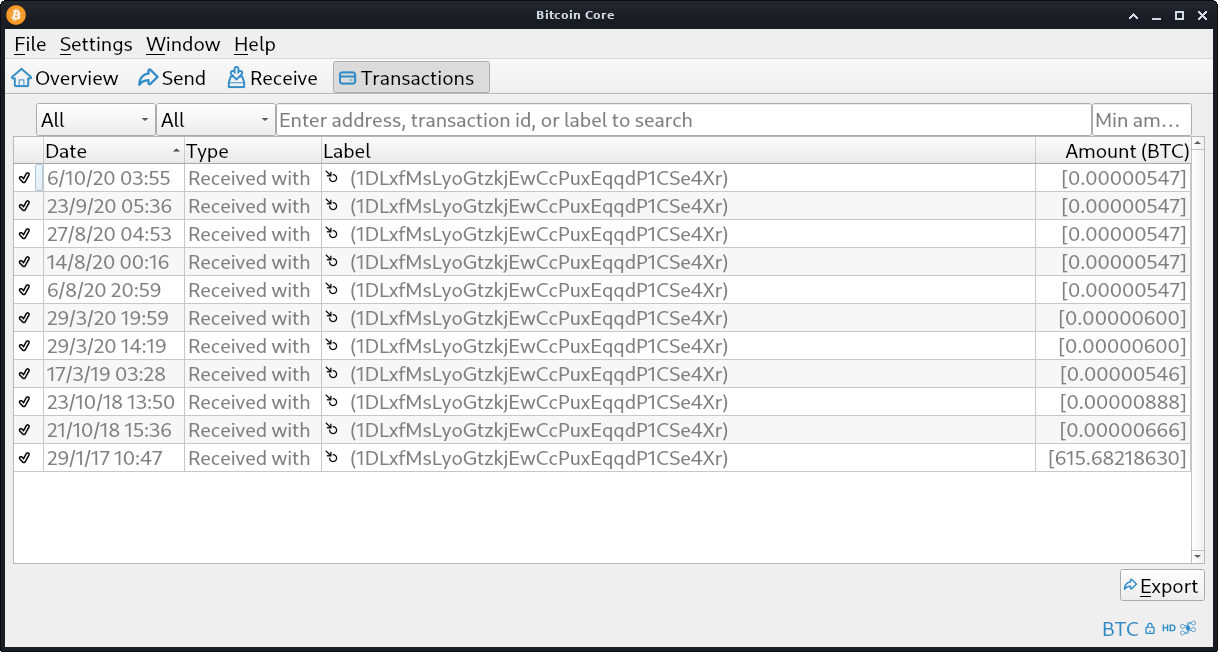 Bitcoin Core
File Settings Window Help
Overview Send Receive Transactions
All All Enter address, transaction id, or label to search Min am…
Date Type Label Amount (BTC)
6/10/20 03:55 Received with (1DLxfMsLyoGtzkjEwCcPuxEqqdP1CSe4Xr) [0.00000547]
23/9/20 05:36 Received with (1DLxfMsLyoGtzkjEwCcPuxEqqdP1CSe4Xr) [0.00000547]
27/8/20 04:53 Received with (1DLxfMsLyoGtzkjEwCcPuxEqqdP1CSe4Xr) [0.00000547]
14/8/20 00:16 Received with (1DLxfMsLyoGtzkjEwCcPuxEqqdP1CSe4Xr) [0.00000547]
6/8/20 20:59 Received with (1DLxfMsLyoGtzkjEwCcPuxEqqdP1CSe4Xr) [0.00000547]
29/3/20 19:59 Received with (1DLxfMsLyoGtzkjEwCcPuxEqqdP1CSe4Xr) [0.00000600]
29/3/20 14:19 Received with (1DLxfMsLyoGtzkjEwCcPuxEqqdP1CSe4Xr) [0.00000600]
17/3/19 03:28 Received with (1DLxfMsLyoGtzkjEwCcPuxEqqdP1CSe4Xr) [0.00000546]
23/10/18 13:50 Received with (1DLxfMsLyoGtzkjEwCcPuxEqqdP1CSe4Xr) [0.00000888]
21/10/18 15:36 Received with (1DLxfMsLyoGtzkjEwCcPuxEqqdP1CSe4Xr) [0.00000666]
29/1/17 10:47 Received with (1DLxfMsLyoGtzkjEwCcPuxEqqdP1CSe4Xr) [615.68218630]
Export
BTC HD